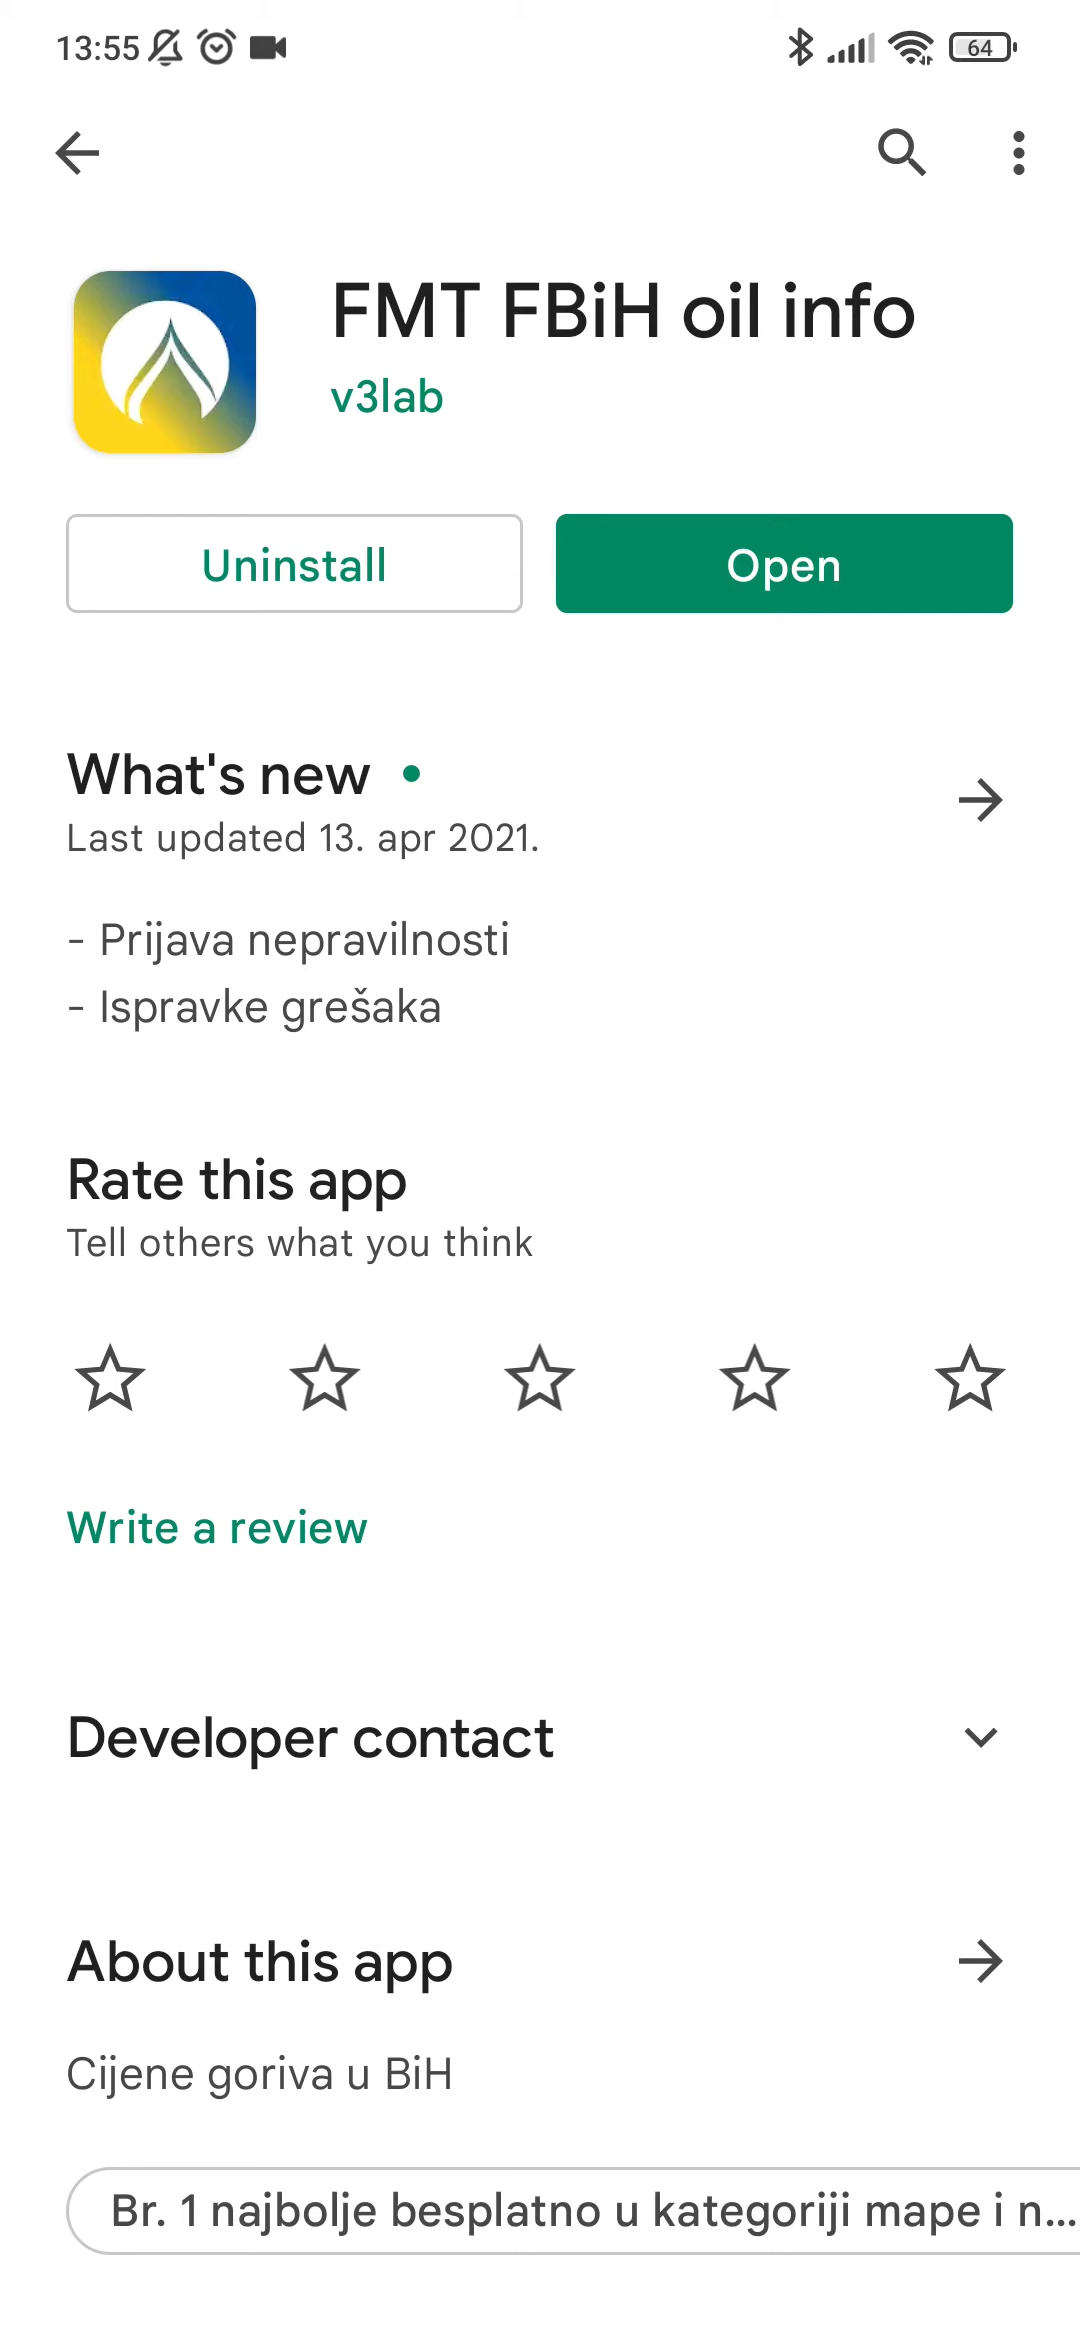 13:55
64
FMT FBiH oil info
v3lab
Uninstall
Open
What's new
Last updated 13. apr 2021.
- Prijava nepravilnosti
- Ispravke grešaka
Rate this app
Tell others what you think
Write a review
Developer contact
About this app
Cijene goriva u BiH
Br. 1 najbolje besplatno u kategoriji mape i n...